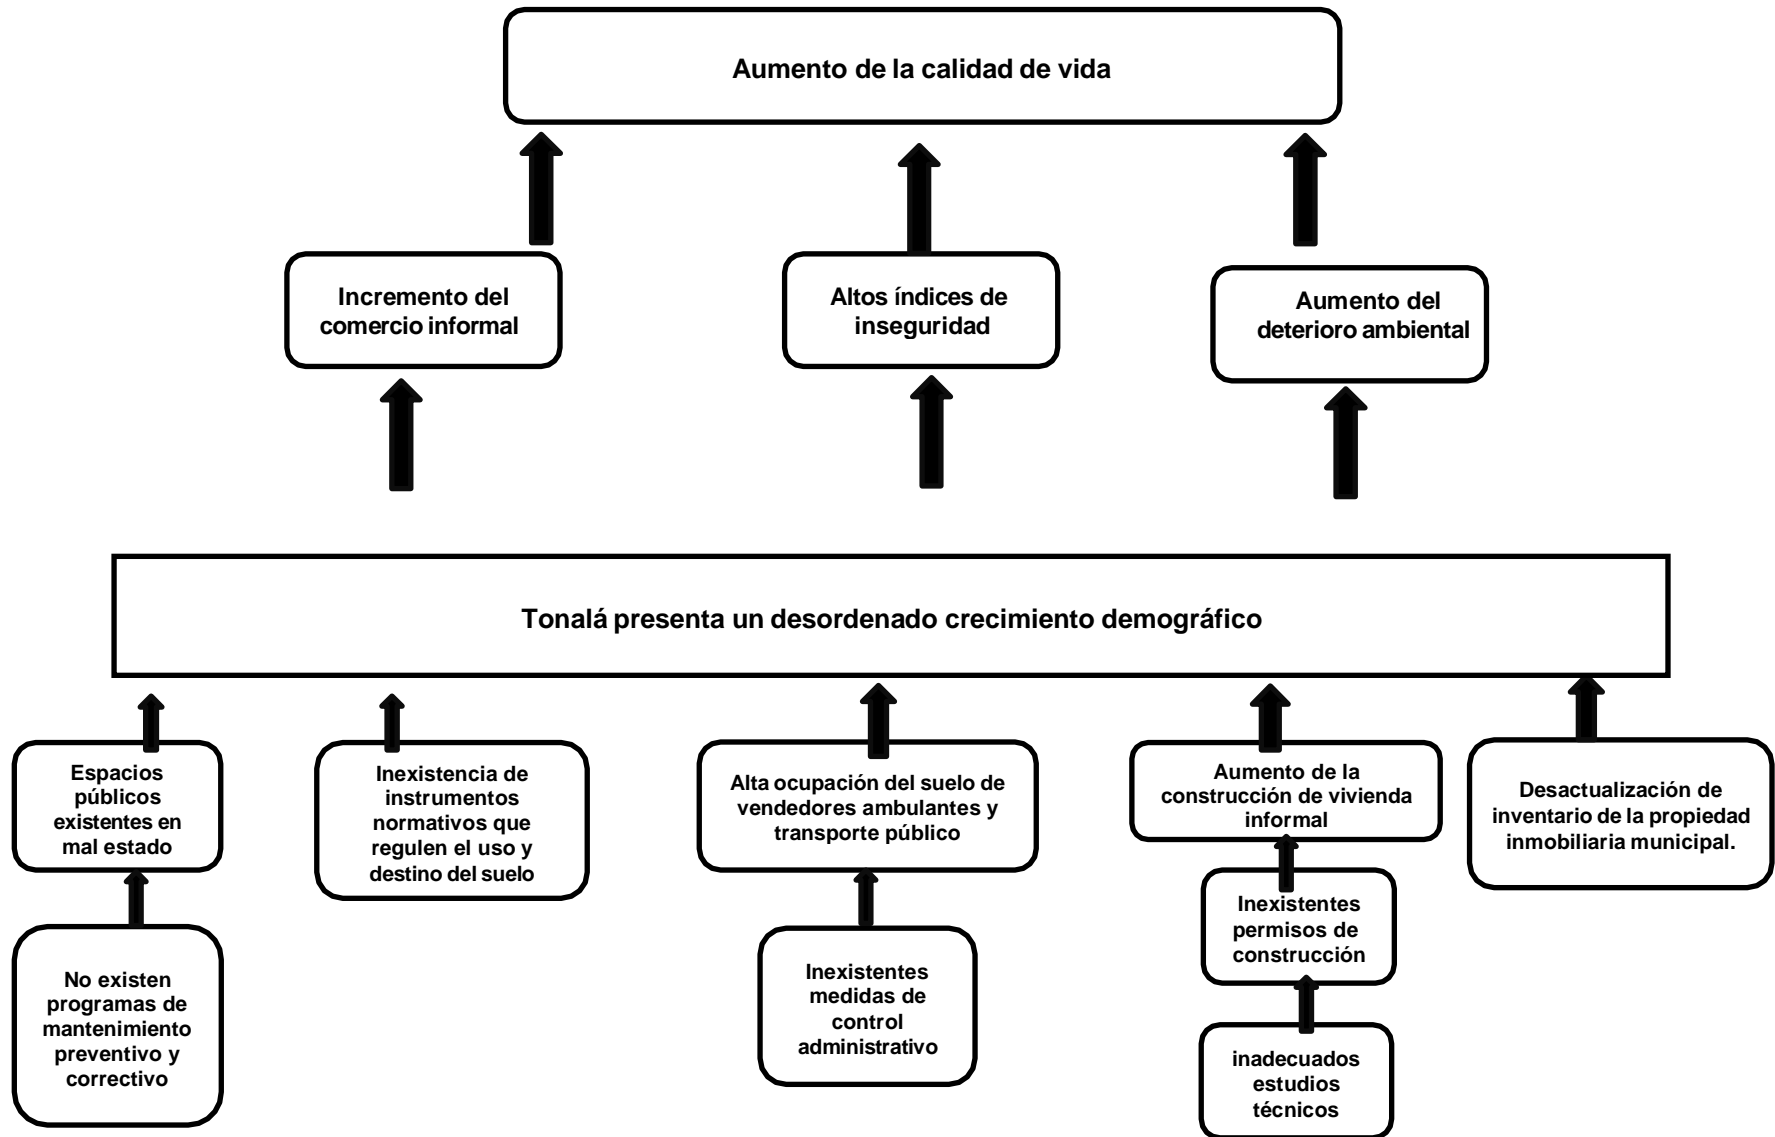 Aumento de la calidad de vida
Incremento del
comercio informal
Altos índices de
inseguridad
Aumento del
deterioro ambiental
Tonalá presenta un desordenado crecimiento demográfico
Espacios
públicos
existentes en
mal estado
Inexistencia de
instrumentos
normativos que
regulen el uso y
destino del suelo
Alta ocupación del suelo de
vendedores ambulantes y
transporte público
Aumento de la
construcción de vivienda
informal
Desactualización de
inventario de la propiedad
inmobiliaria municipal.
No existen
programas de
mantenimiento
preventivo y
correctivo
Inexistentes
medidas de
control
administrativo
Inexistentes
permisos de
construcción
inadecuados
estudios
técnicos